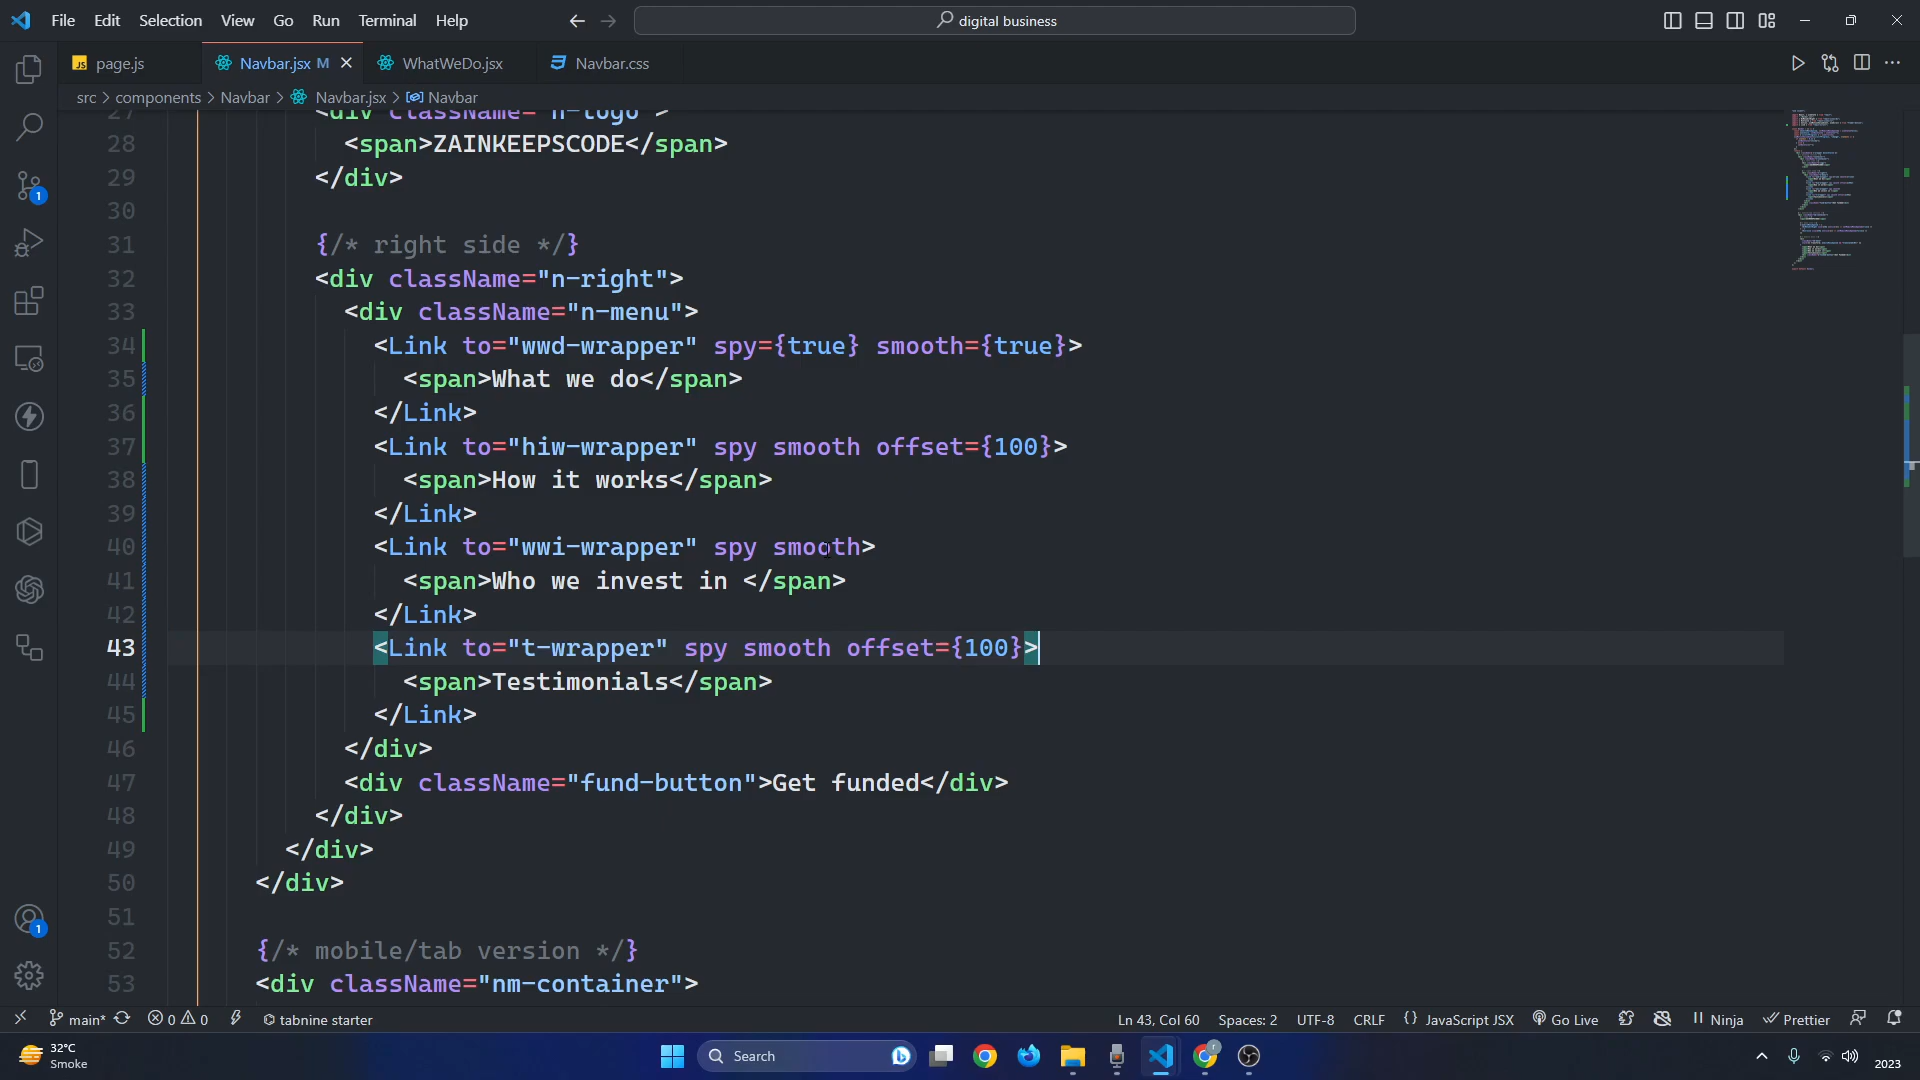 File Edit Selection View Go Run Terminal Help
digital business
page.js
Navbar.jsx M
WhatWeDo.jsx
Navbar.css
src > components > Navbar > Navbar.jsx > Navbar
27 <div className="n-logo">
28 <span>ZAINKEEPSCODE</span>
29 </div>
30
31 {/* right side */}
32 <div className="n-right">
33 <div className="n-menu">
34 <Link to="wwd-wrapper" spy={true} smooth={true}>
35 <span>What we do</span>
36 </Link>
37 <Link to="hiw-wrapper" spy smooth offset={100}>
38 <span>How it works</span>
39 </Link>
40 <Link to="wwi-wrapper" spy smooth>
41 <span>Who we invest in </span>
42 </Link>
43 <Link to="t-wrapper" spy smooth offset={100}>
44 <span>Testimonials</span>
45 </Link>
46 </div>
47 <div className="fund-button">Get funded</div>
48 </div>
49 </div>
50 </div>
51
52 {/* mobile/tab version */}
53 <div className="nm-container">
1
1
main* 0 0 tabnine starter
Ln 43, Col 60 Spaces: 2 UTF-8 CRLF {} JavaScript JSX Go Live Ninja Prettier
32°C
Smoke
Search
2023